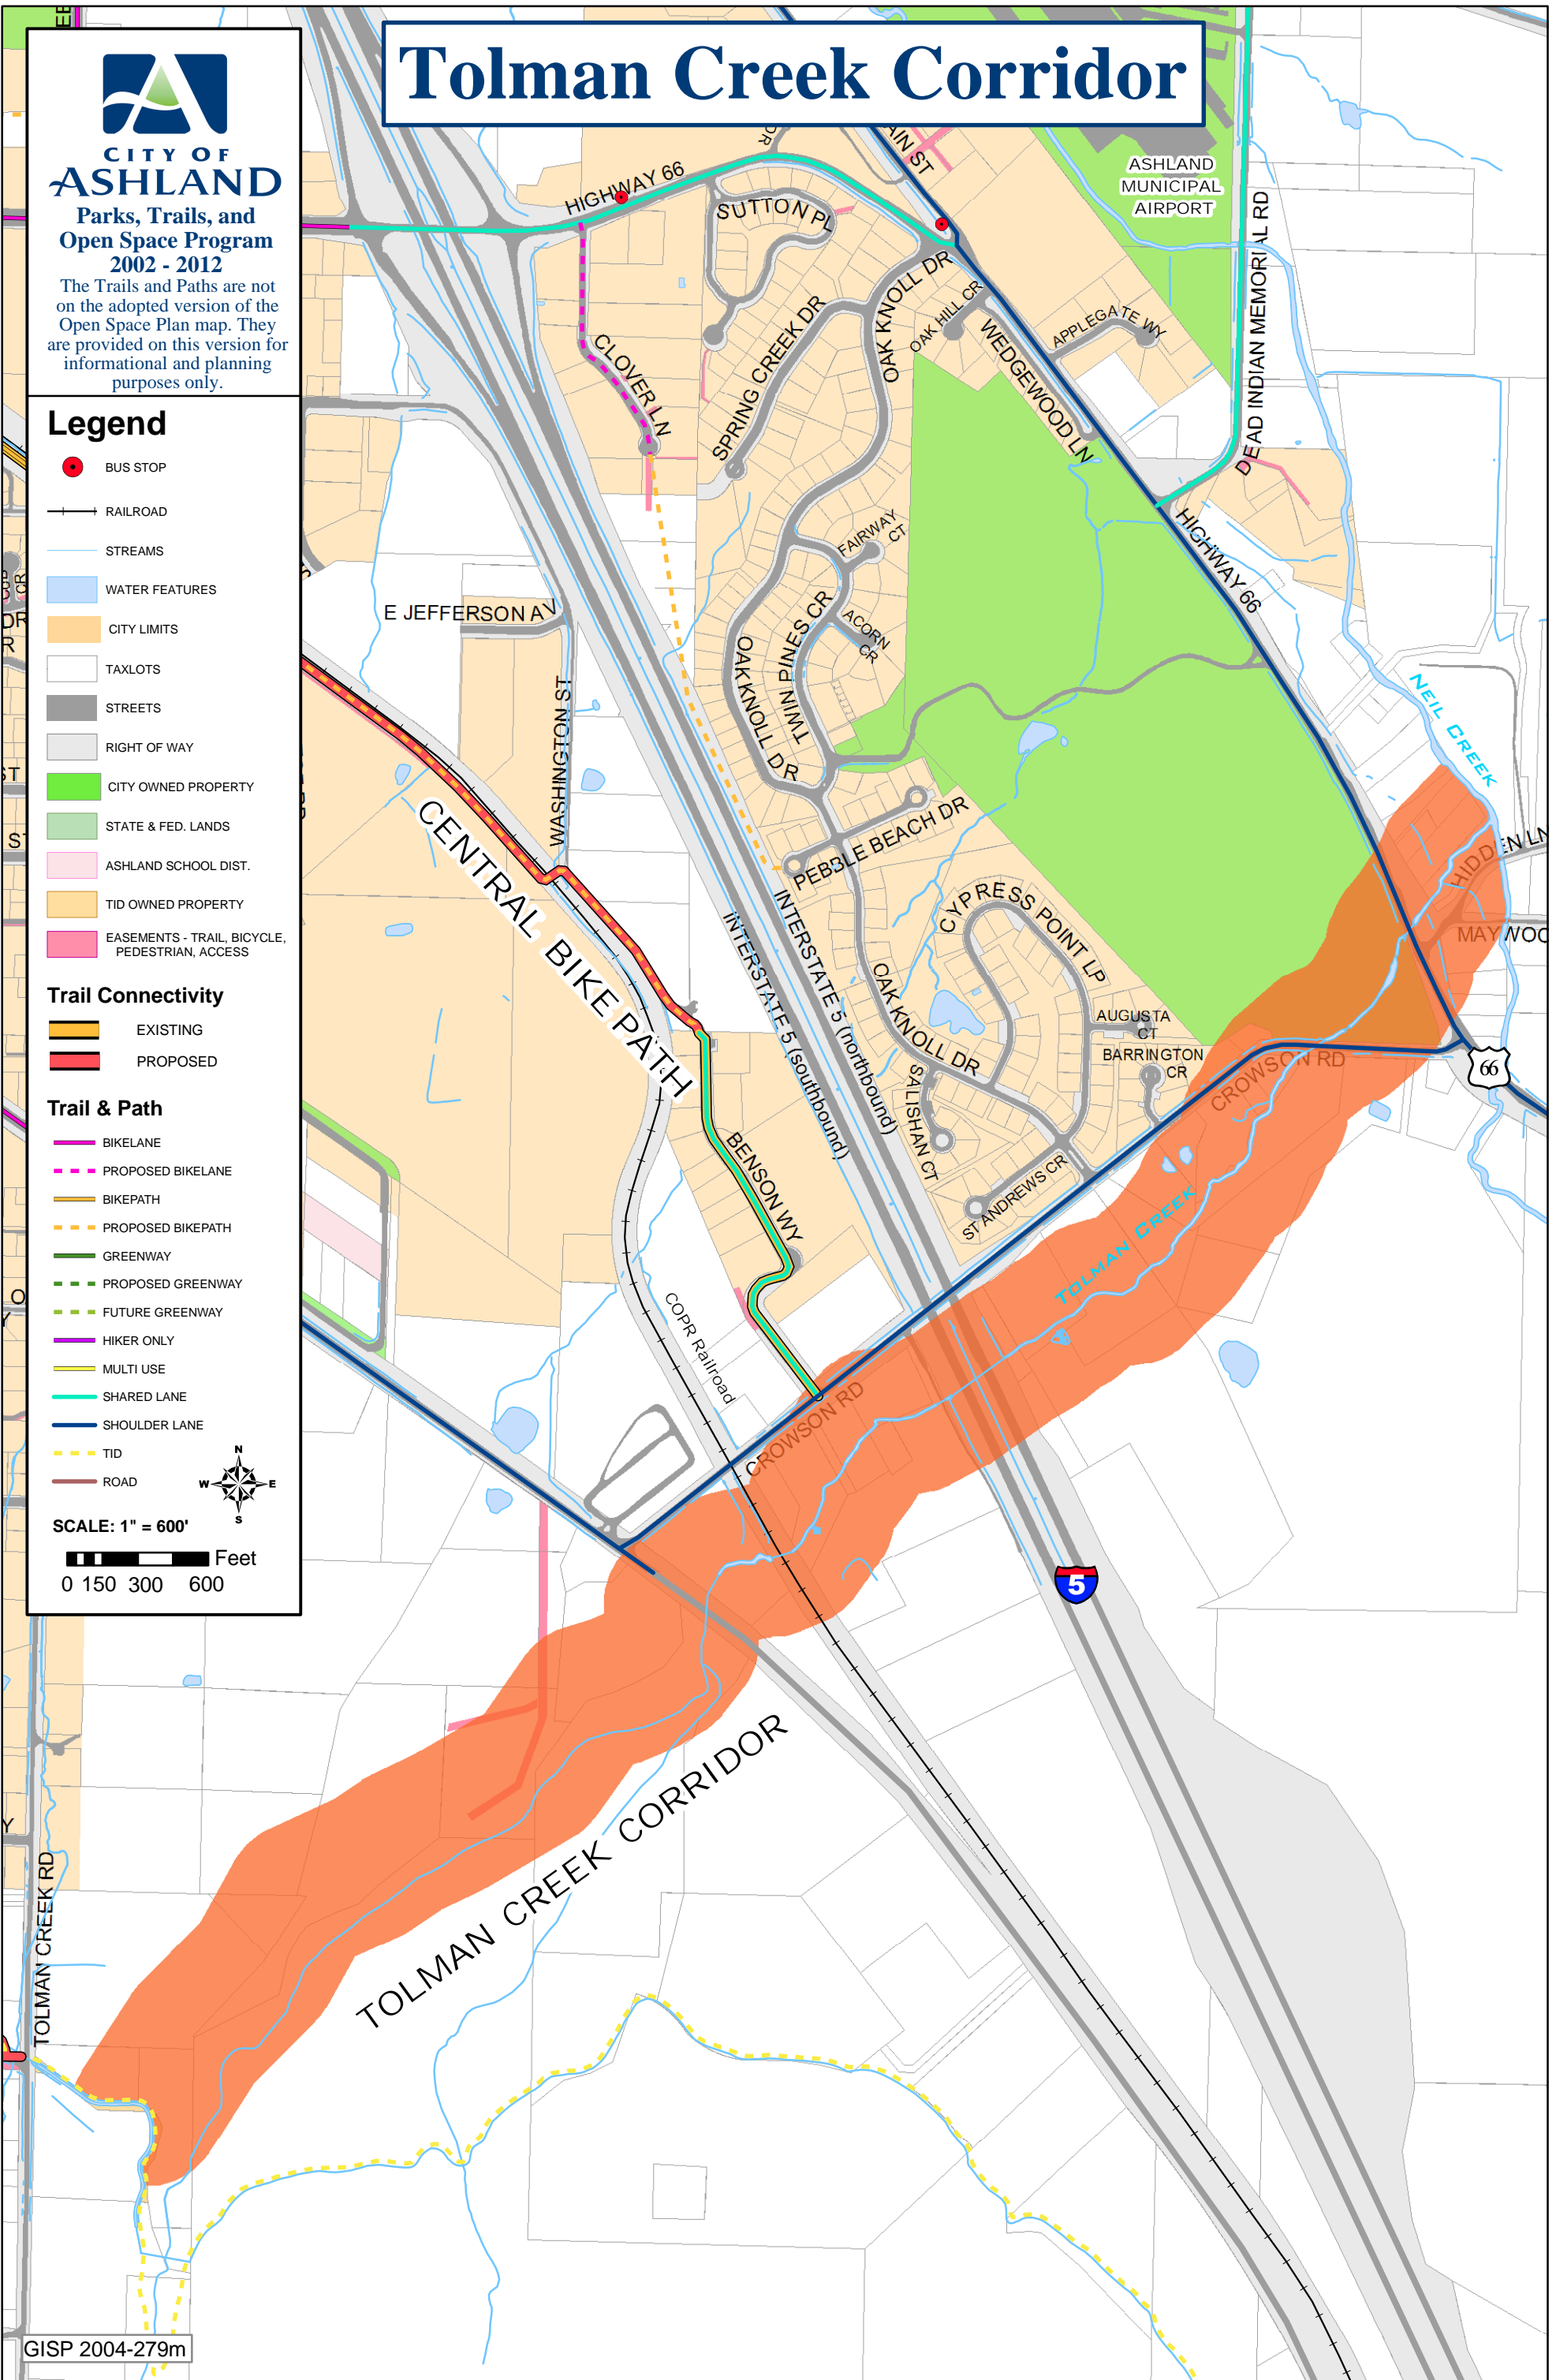 Tolman Creek Corridor
CITY OF
ASHLAND
Parks, Trails, and
Open Space Program
2002 - 2012
The Trails and Paths are not
on the adopted version of the
Open Space Plan map. They
are provided on this version for
informational and planning
purposes only.
Legend
BUS STOP
RAILROAD
STREAMS
WATER FEATURES
CITY LIMITS
TAXLOTS
STREETS
RIGHT OF WAY
CITY OWNED PROPERTY
STATE & FED. LANDS
ASHLAND SCHOOL DIST.
TID OWNED PROPERTY
EASEMENTS - TRAIL, BICYCLE,
PEDESTRIAN, ACCESS
Trail Connectivity
EXISTING
PROPOSED
Trail & Path
BIKELANE
PROPOSED BIKELANE
BIKEPATH
PROPOSED BIKEPATH
GREENWAY
PROPOSED GREENWAY
FUTURE GREENWAY
HIKER ONLY
MULTI USE
SHARED LANE
SHOULDER LANE
TID
ROAD
N
W E
S
SCALE: 1" = 600'
Feet
0 150 300 600
HIGHWAY 66
SUTTON PL
ASHLAND
MUNICIPAL
AIRPORT
DEAD INDIAN MEMORIAL RD
CLOVER LN
SPRING CREEK DR
OAK KNOLL DR
OAK HILL CR
WEDGEWOOD LN
APPLEGATE WY
HIGHWAY 66
FAIRWAY
CT
E JEFFERSON AV
WASHINGTON ST
TWIN PINES CR
ACORN
CR
OAK KNOLL DR
NEIL CREEK
CENTRAL BIKE PATH
PEBBLE BEACH DR
HIDDEN LN
MAYWOO
CYPRESS POINT LP
INTERSTATE 5 (southbound)
INTERSTATE 5 (northbound)
OAK KNOLL DR
AUGUSTA
CT
BARRINGTON
CR
CROWSON RD
66
SALISHAN CT
ST ANDREWS CR
BENSON WY
TOLMAN CREEK
COPR Railroad
CROWSON RD
5
TOLMAN CREEK CORRIDOR
TOLMAN CREEK RD
GISP 2004-279m